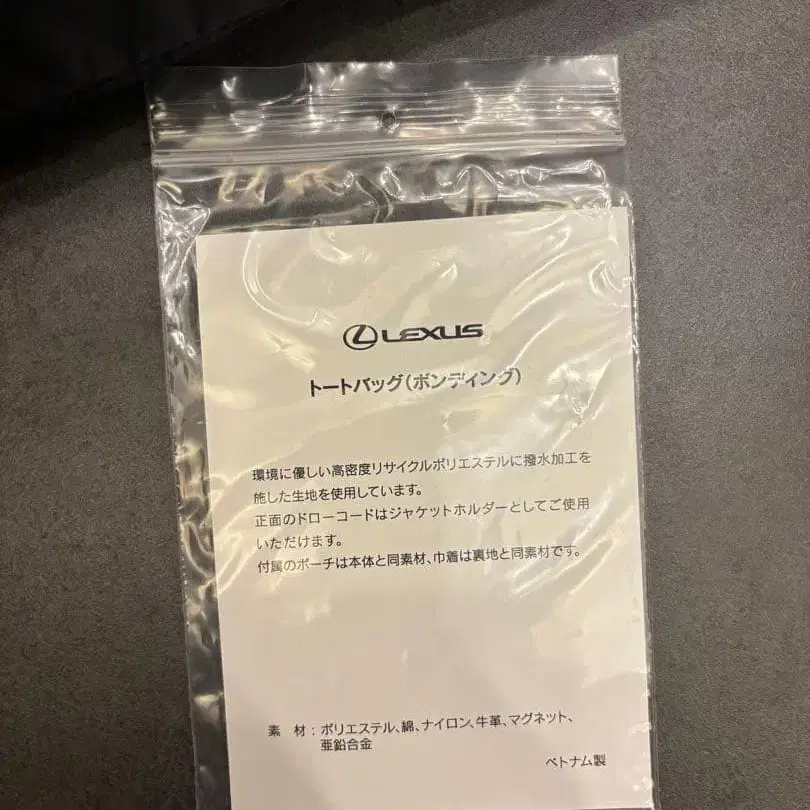 LEXUS
トートバッグ(ボンディング)
環境に優しい高密度リサイクルポリエステルに撥水加工を
施した生地を使用しています。
正面のドローコードはジャケットホルダーとしてご使用
いただけます。
付属のポーチは本体と同素材、巾着は裏地と同素材です。
素 材:ポリエステル、綿、ナイロン、牛革、マグネット、
亜鉛合金
ベトナム製